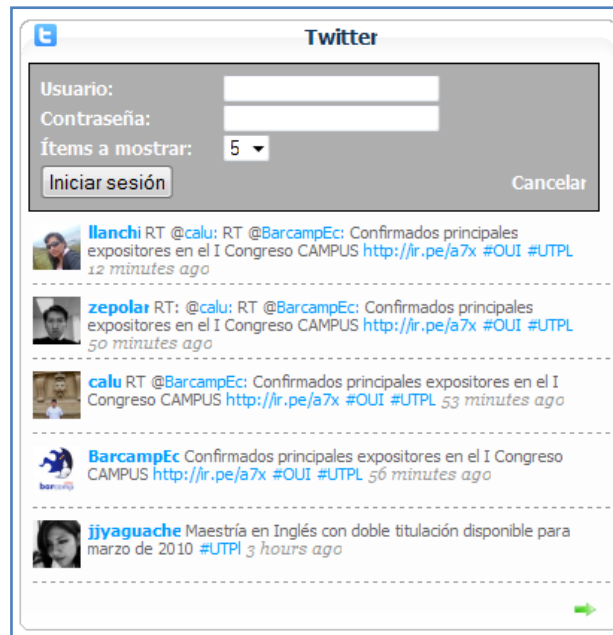 Twitter
Usuario:
Contraseña:
Ítems a mostrar: 5
Iniciar sesión Cancelar
llanchi RT @calu: RT @BarcampEc: Confirmados principales
expositores en el I Congreso CAMPUS http://ir.pe/a7x #OUI #UTPL
12 minutes ago
zepolar RT: @calu: RT @BarcampEc: Confirmados principales
expositores en el I Congreso CAMPUS http://ir.pe/a7x #OUI #UTPL
50 minutes ago
calu RT @BarcampEc: Confirmados principales expositores en el I
Congreso CAMPUS http://ir.pe/a7x #OUI #UTPL 53 minutes ago
barcamp
BarcampEc Confirmados principales expositores en el I Congreso
CAMPUS http://ir.pe/a7x #OUI #UTPL 56 minutes ago
jjyaguache Maestría en Inglés con doble titulación disponible para
marzo de 2010 #UTPl 3 hours ago